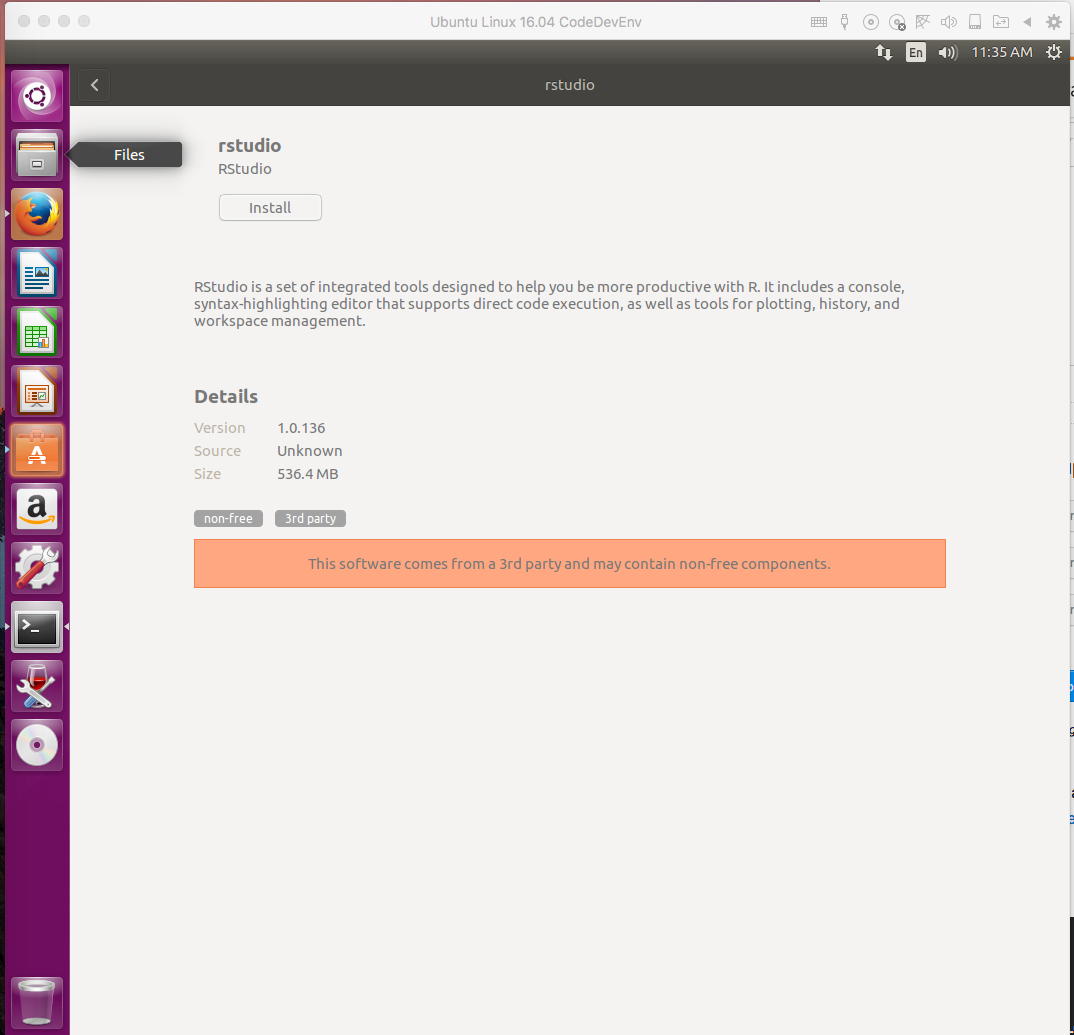 Ubuntu Linux 16.04 CodeDevEnv
En
11:35 AM
rstudio
Files
rstudio
RStudio
Install
RStudio is a set of integrated tools designed to help you be more productive with R. It includes a console,
syntax-highlighting editor that supports direct code execution, as well as tools for plotting, history, and
workspace management.
Details
Version 1.0.136
Source Unknown
Size 536.4 MB
non-free 3rd party
This software comes from a 3rd party and may contain non-free components.